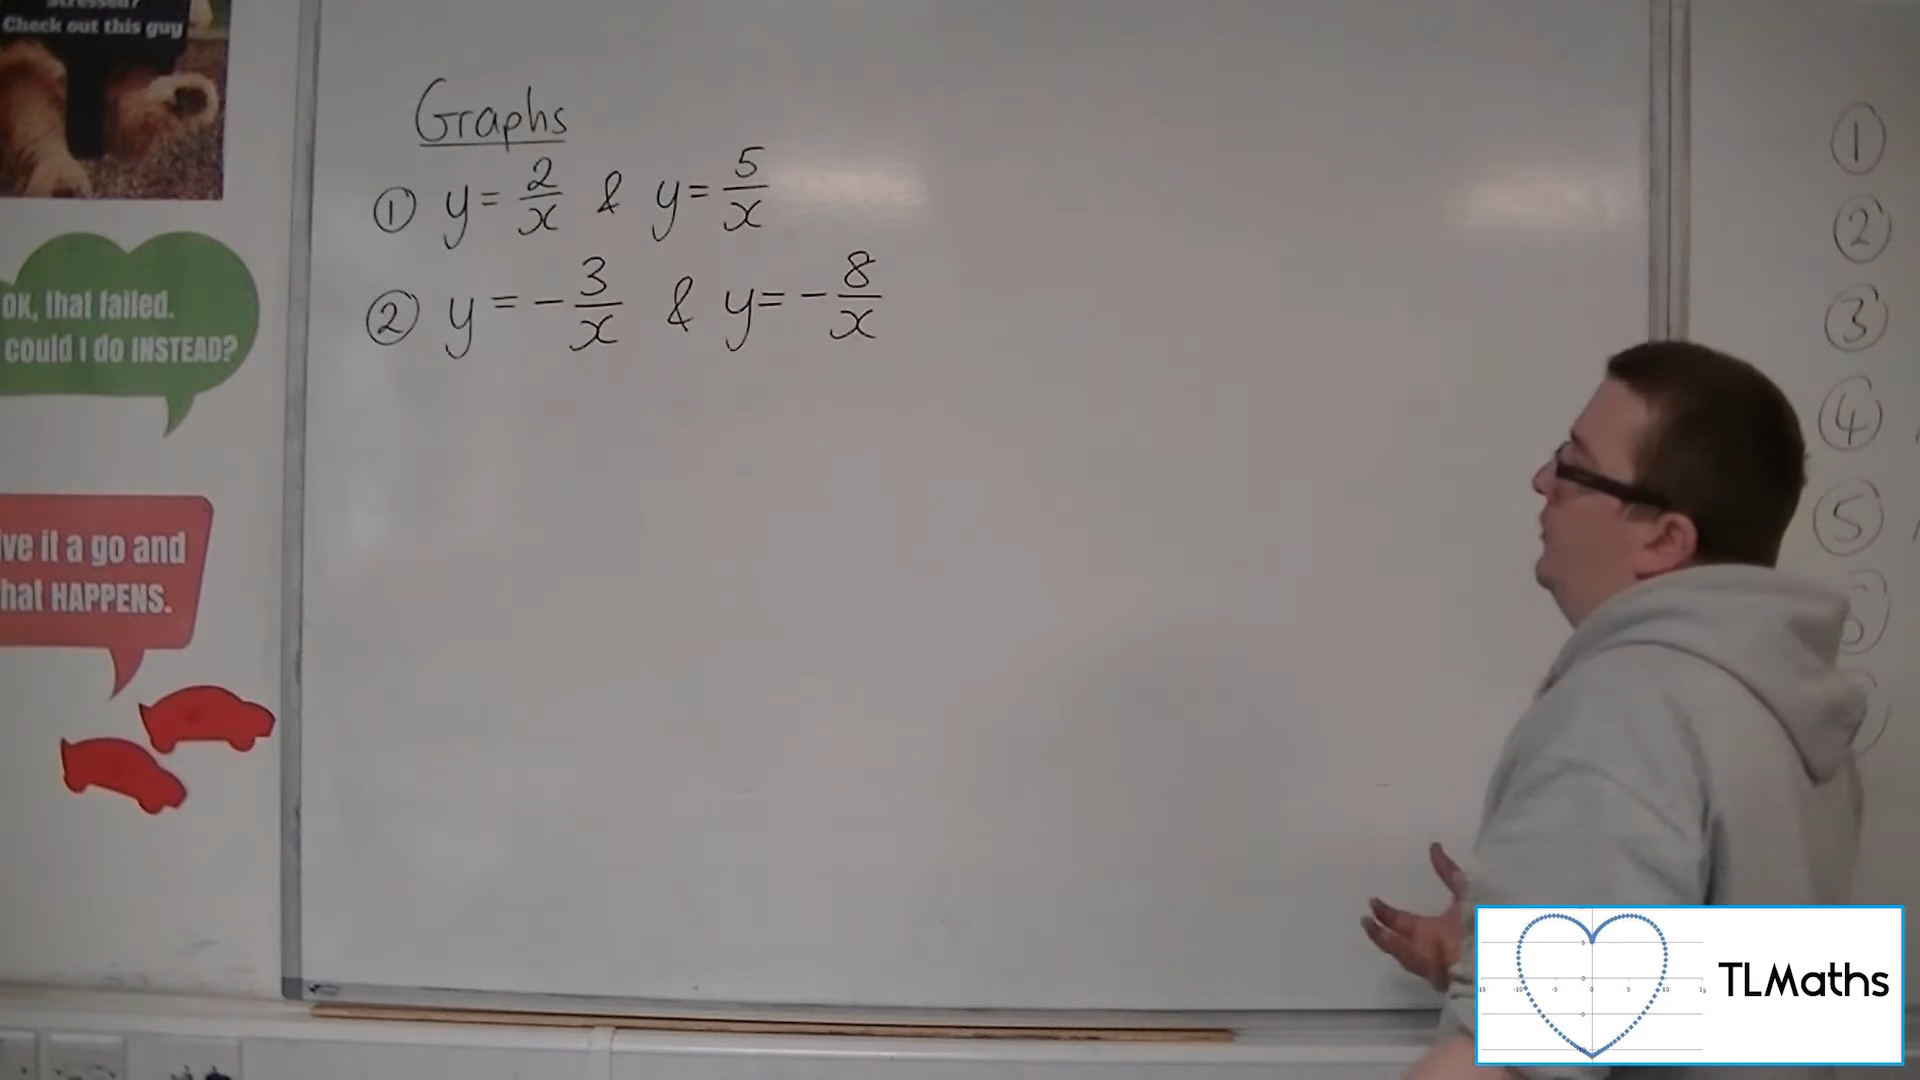 stressed?
Check out this guy
OK, that failed.
could I do INSTEAD?
ive it a go and
hat HAPPENS.
Graphs
① y = 2/x & y = 5/x
② y = -3/x & y = -8/x
①
②
③
④
⑤
TLMaths